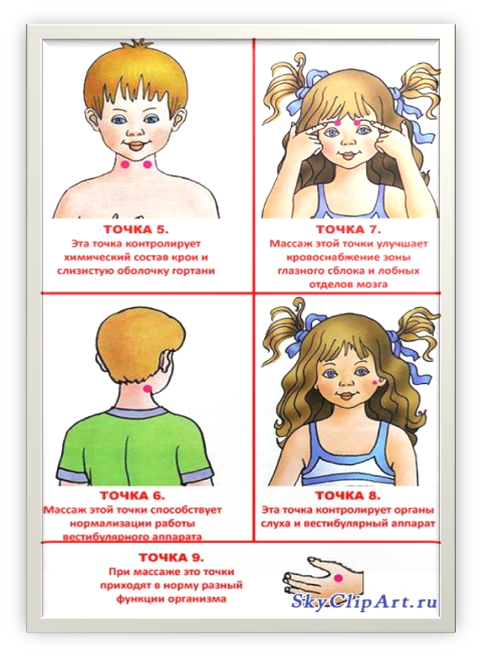 ТОЧКА 5.
Эта точка контролирует
химический состав крои и
слизистую оболочку гортани
ТОЧКА 7.
Массаж этой точки улучшает
кровоснабжение зоны
глазного сблока и лобных
отделов мозга
ТОЧКА 6.
Массаж этой точки способствует
нормализации работы
вестибулярного аппарата
ТОЧКА 8.
Эта точка контролирует органы
слуха и вестибулярный аппарат
ТОЧКА 9.
При массаже это точки
приходят в норму разный
функции организма
SkyClipArt.ru